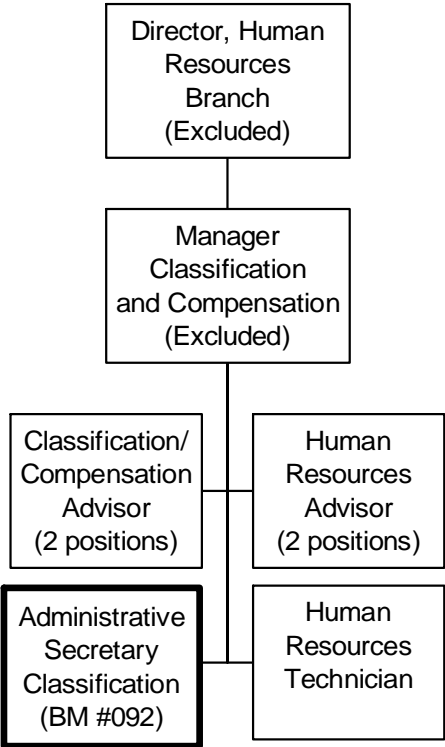 Director, Human
Resources
Branch
(Excluded)
Manager
Classification
and Compensation
(Excluded)
Classification/
Compensation
Advisor
(2 positions)
Human
Resources
Advisor
(2 positions)
Administrative
Secretary
Classification
(BM #092)
Human
Resources
Technician